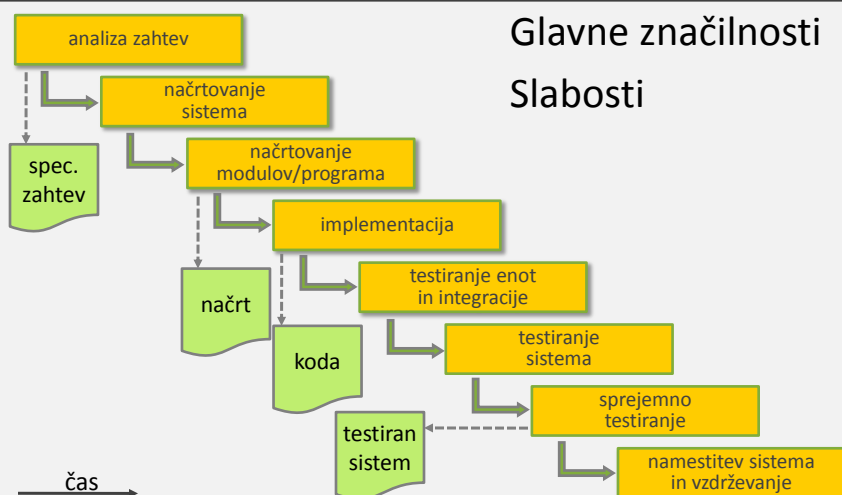 Glavne značilnosti
Slabosti
analiza zahtev
načrtovanje
sistema
spec.
zahtev
načrtovanje
modulov/programa
implementacija
načrt
testiranje enot
in integracije
koda
testiranje
sistema
sprejemno
testiranje
testiran
sistem
namestitev sistema
in vzdrževanje
čas